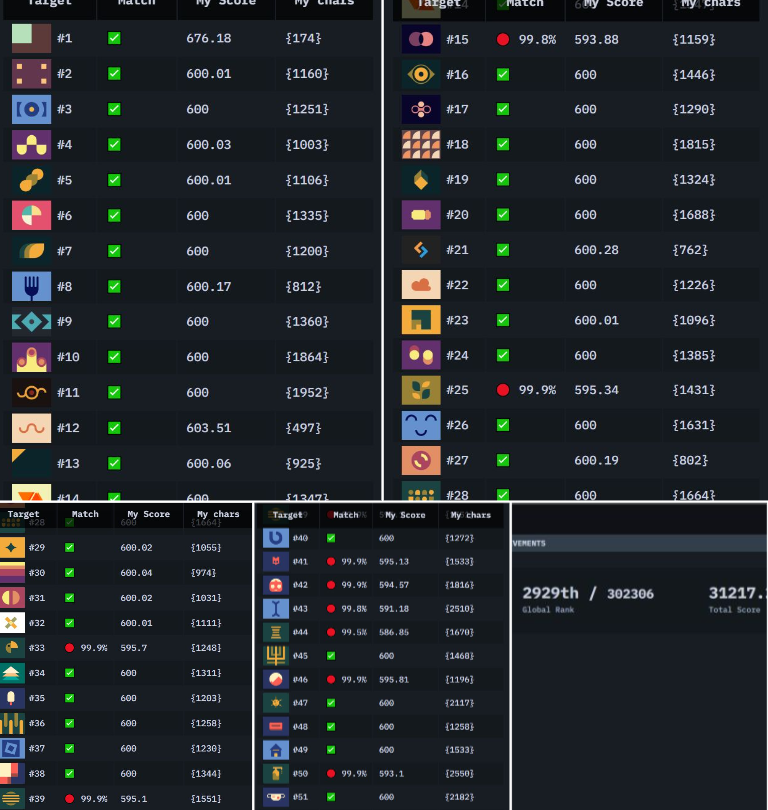 Target Match My Score My chars
#1 676.18 {174}
#2 600.01 {1160}
#3 600 {1251}
#4 600.03 {1003}
#5 600.01 {1106}
#6 600 {1335}
#7 600 {1200}
#8 600.17 {812}
#9 600 {1360}
#10 600 {1864}
#11 600 {1952}
#12 603.51 {497}
#13 600.06 {925}
#14 600 {1347}
Target Match My Score My chars
#15 99.8% 593.88 {1159}
#16 600 {1446}
#17 600 {1290}
#18 600 {1815}
#19 600 {1324}
#20 600 {1688}
#21 600.28 {762}
#22 600 {1226}
#23 600.01 {1096}
#24 600 {1385}
#25 99.9% 595.34 {1431}
#26 600 {1631}
#27 600.19 {802}
#28 600 {1664}
Target Match My Score My chars
#28 600 {1664}
#29 600.02 {1055}
#30 600.04 {974}
#31 600.02 {1031}
#32 600.01 {1111}
#33 99.9% 595.7 {1248}
#34 600 {1311}
#35 600 {1203}
#36 600 {1258}
#37 600 {1230}
#38 600 {1344}
#39 99.9% 595.1 {1551}
Target Match My Score My chars
#40 600 {1272}
#41 99.9% 595.13 {1533}
#42 99.9% 594.57 {1816}
#43 99.8% 591.18 {2510}
#44 99.5% 586.85 {1670}
#45 600 {1468}
#46 99.9% 595.81 {1196}
#47 600 {2117}
#48 600 {1258}
#49 600 {1533}
#50 99.9% 593.1 {2550}
#51 600 {2182}
VEMENTS
2929th / 302306 31217.
Global Rank Total Score